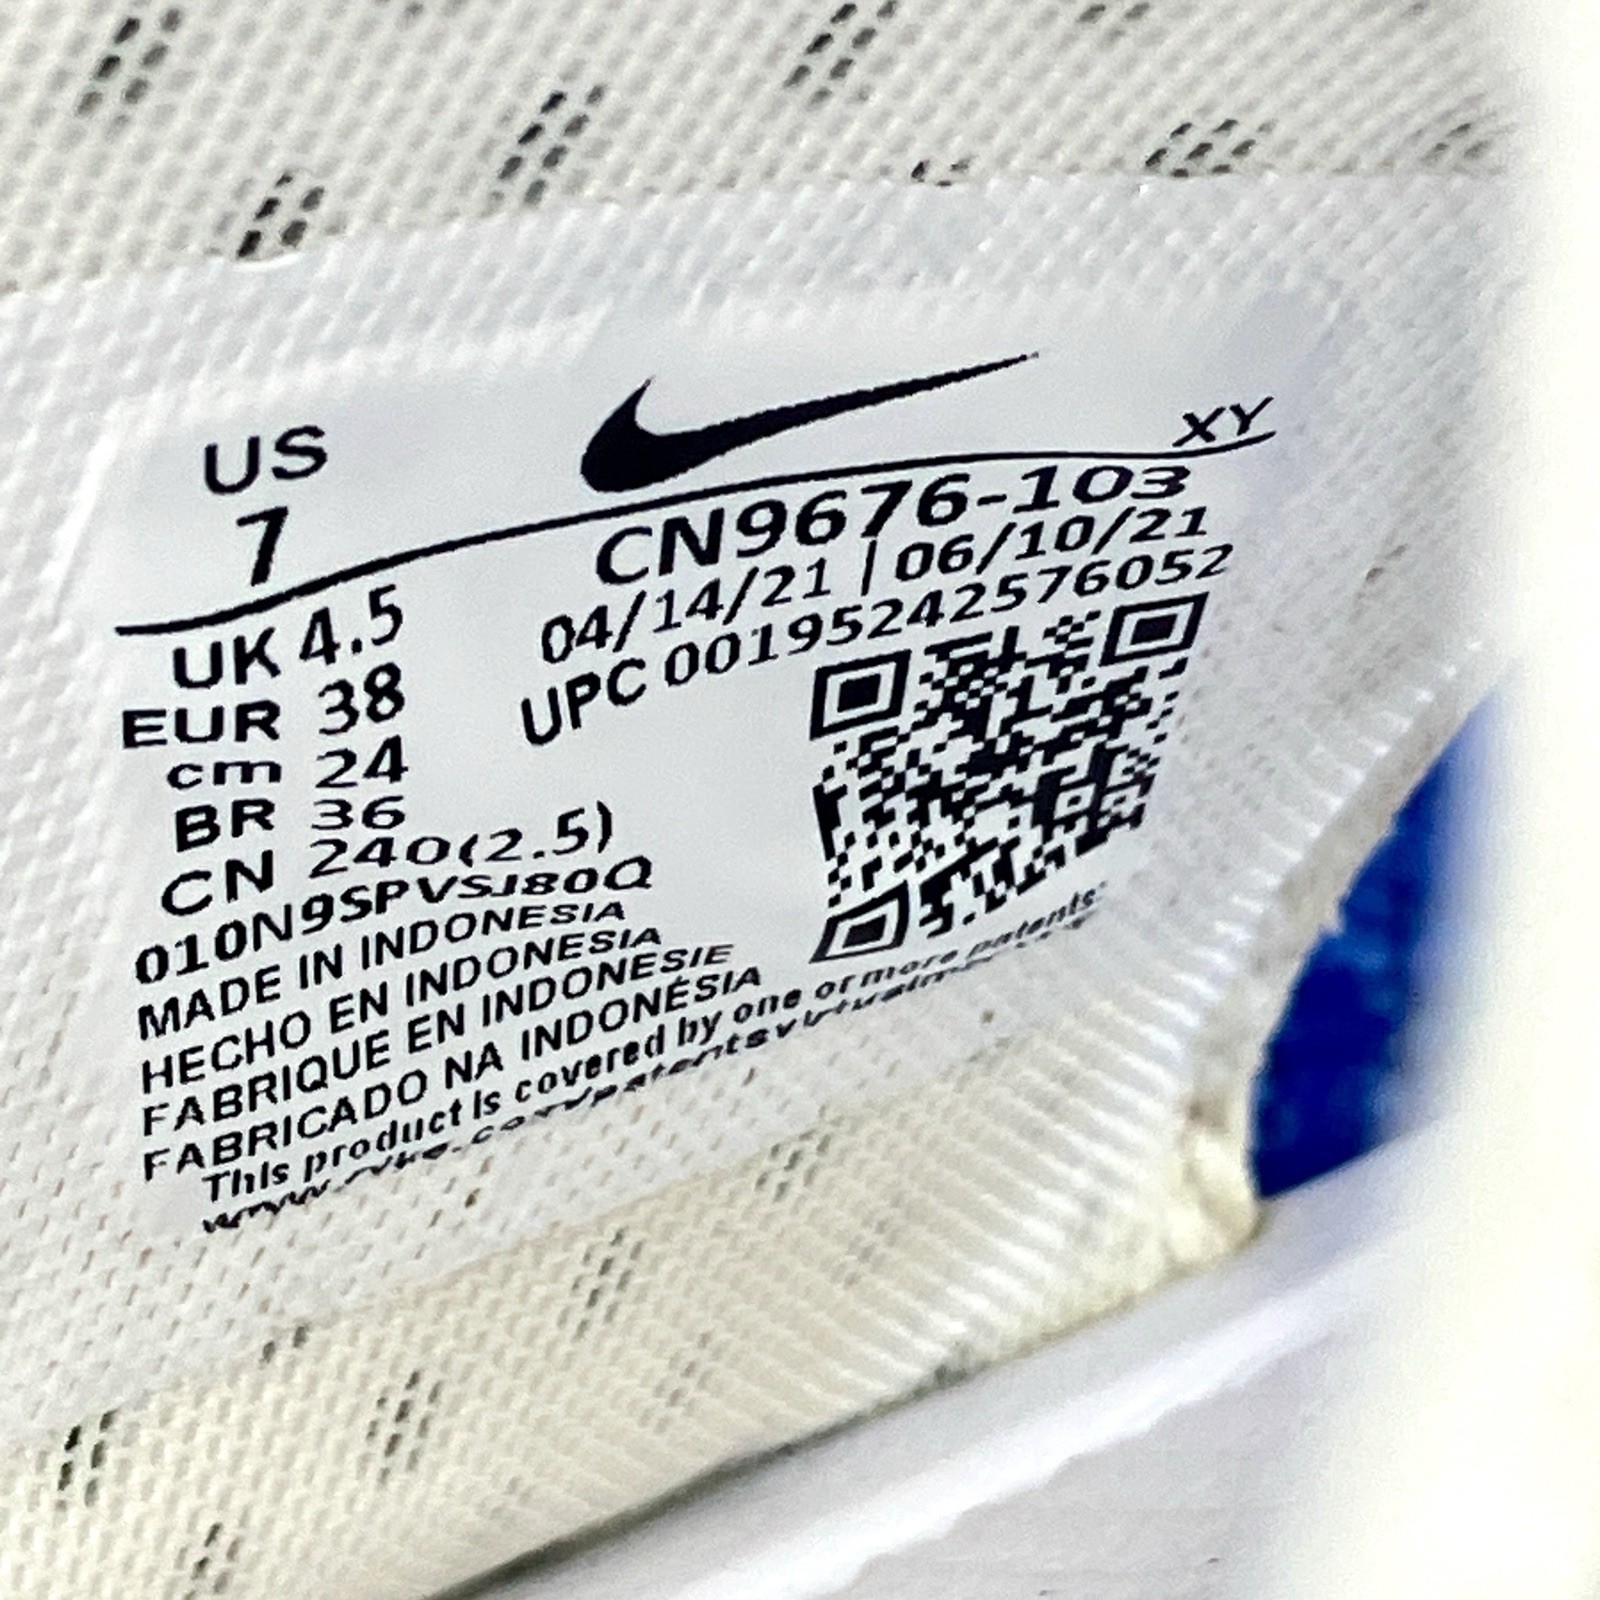 US
7
XY
CN9676-103
04/14/21 | 06/10/21
UPC 00195242576052
UK 4.5
EUR 38
cm 24
BR 36
CN 240(2.5)
010N9SPVSJ80Q
MADE IN INDONESIA
HECHO EN INDONESIA
FABRIQUE EN INDONESIE
FABRICADO NA INDONÉSIA
This product is covered by one or more patents: